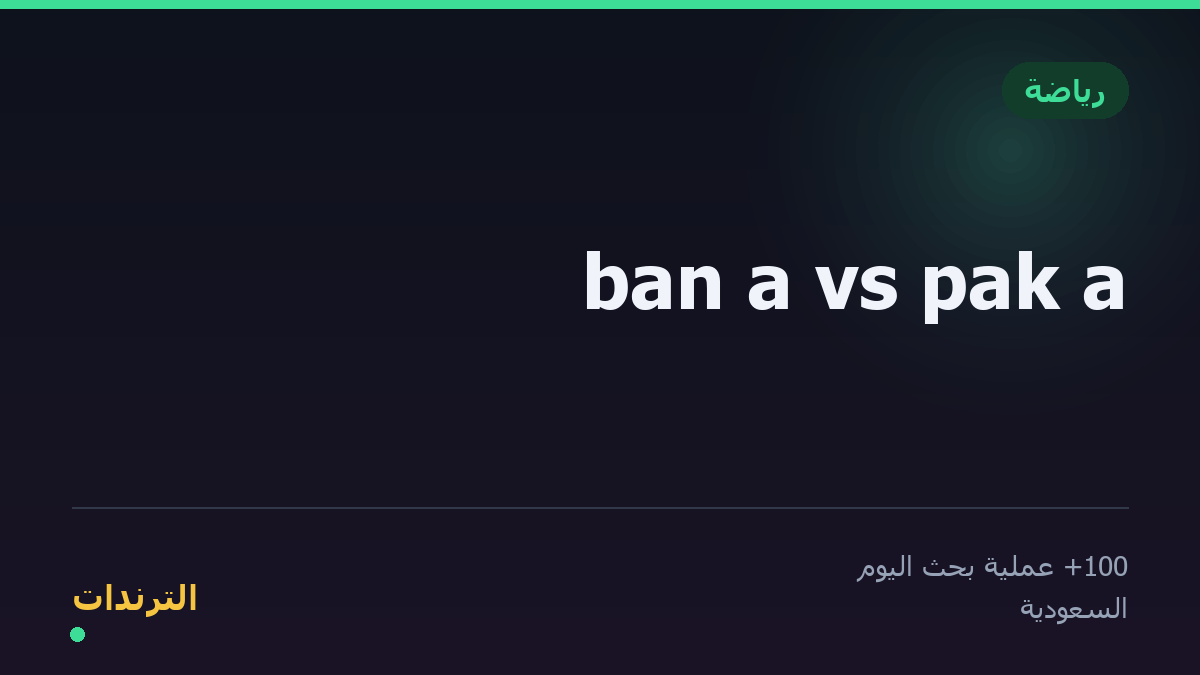 رياضة
ban a vs pak a
+100 عملية بحث اليوم
السعودية
الترندات